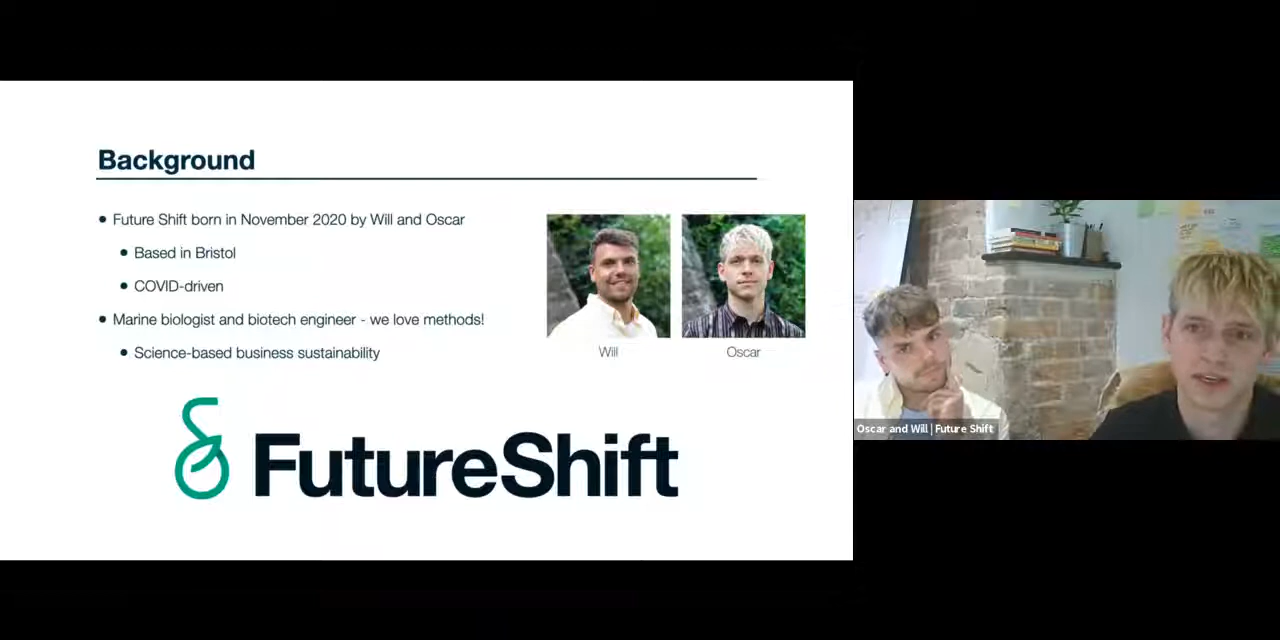 Background
Future Shift born in November 2020 by Will and Oscar
Based in Bristol
COVID-driven
Marine biologist and biotech engineer - we love methods!
Science-based business sustainability
Will
Oscar
FutureShift
Oscar and Will | Future Shift